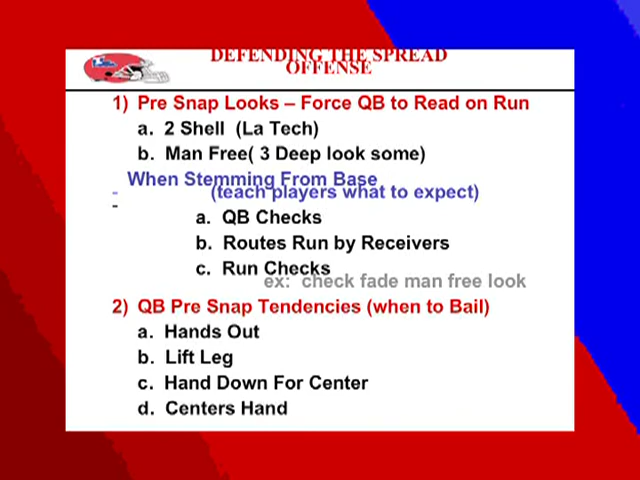 DEFENDING THE SPREAD
OFFENSE
1) Pre Snap Looks – Force QB to Read on Run
a. 2 Shell (La Tech)
b. Man Free( 3 Deep look some)
When Stemming From Base
- (teach players what to expect)
-
a. QB Checks
b. Routes Run by Receivers
c. Run Checks
ex: check fade man free look
2) QB Pre Snap Tendencies (when to Bail)
a. Hands Out
b. Lift Leg
c. Hand Down For Center
d. Centers Hand